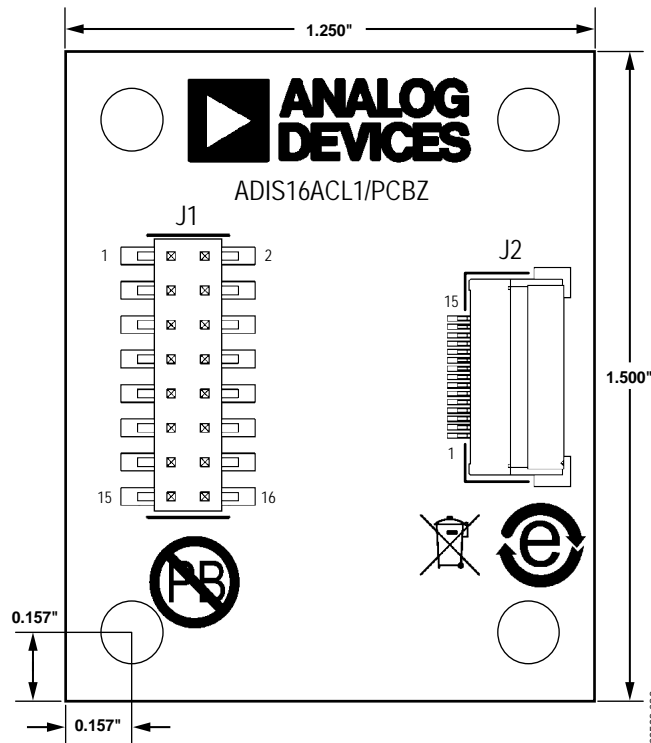 1.250"
ANALOG
DEVICES
ADIS16ACL1/PCBZ
J1
1
2
J2
15
1.500"
1
15
16
PB
e
0.157"
0.157"